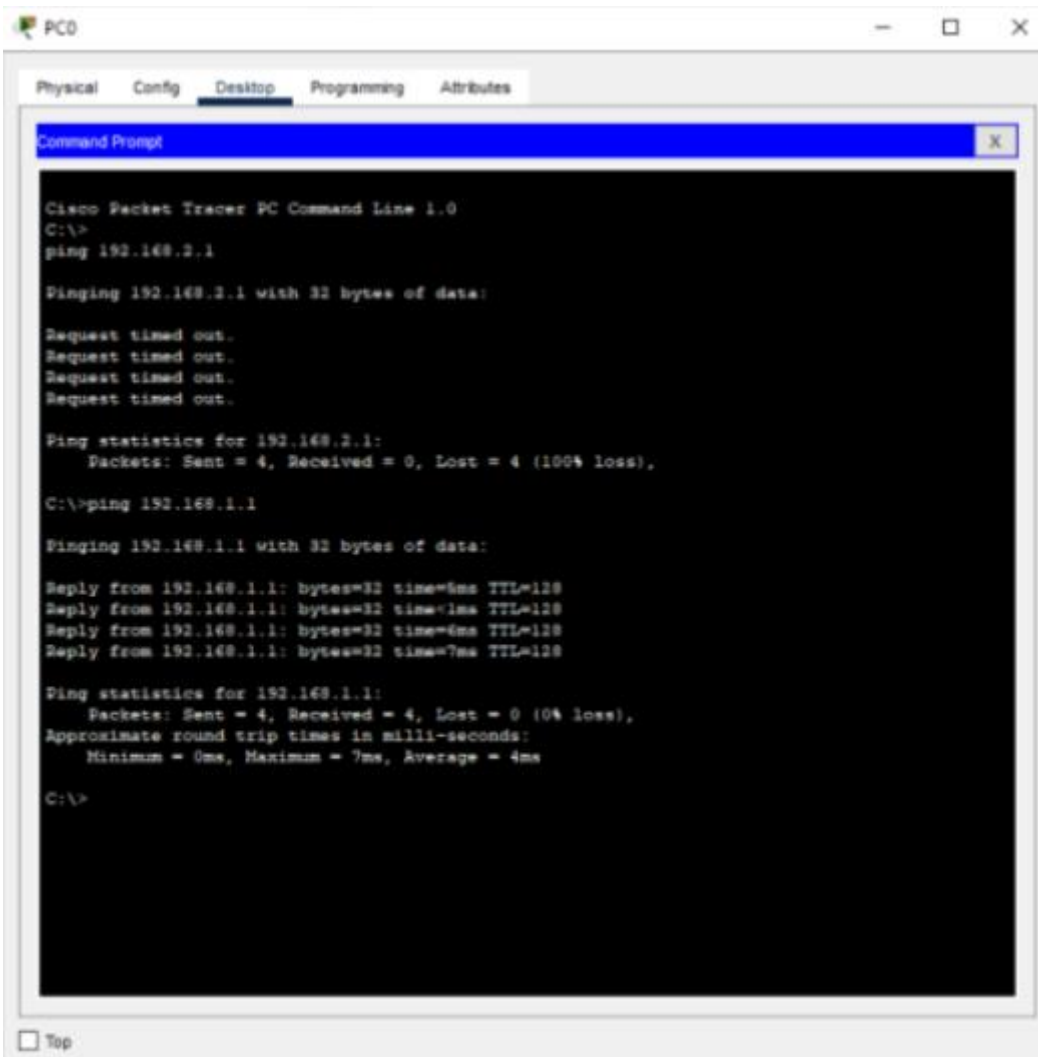 PC0
Physical Config Desktop Programming Attributes
Command Prompt
X
Cisco Packet Tracer PC Command Line 1.0
C:\>
ping 192.168.2.1
Pinging 192.168.2.1 with 32 bytes of data:
Request timed out.
Request timed out.
Request timed out.
Request timed out.
Ping statistics for 192.168.2.1:
Packets: Sent = 4, Received = 0, Lost = 4 (100% loss),
C:\>ping 192.168.1.1
Pinging 192.168.1.1 with 32 bytes of data:
Reply from 192.168.1.1: bytes=32 time=5ms TTL=128
Reply from 192.168.1.1: bytes=32 time<1ms TTL=128
Reply from 192.168.1.1: bytes=32 time=6ms TTL=128
Reply from 192.168.1.1: bytes=32 time=7ms TTL=128
Ping statistics for 192.168.1.1:
Packets: Sent = 4, Received = 4, Lost = 0 (0% loss),
Approximate round trip times in milli-seconds:
Minimum = 0ms, Maximum = 7ms, Average = 4ms
C:\>
Top